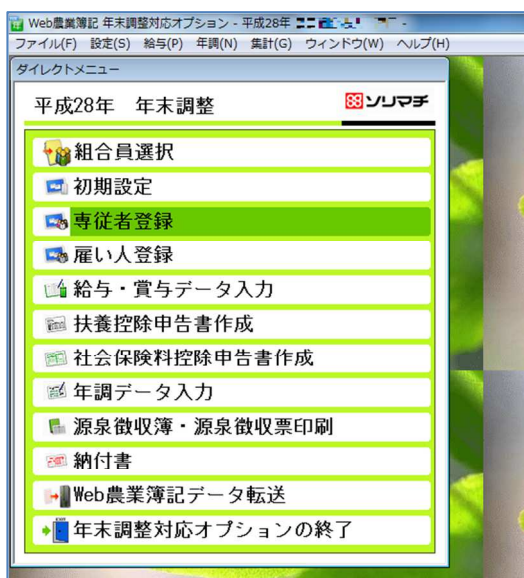 Web農業簿記 年末調整対応オプション - 平成28年
ファイル(F) 設定(S) 給与(P) 年調(N) 集計(G) ウィンドウ(W) ヘルプ(H)
ダイレクトメニュー
平成28年 年末調整 ソリマチ
組合員選択
初期設定
専従者登録
雇い人登録
給与・賞与データ入力
扶養控除申告書作成
社会保険料控除申告書作成
年調データ入力
源泉徴収簿・源泉徴収票印刷
納付書
Web農業簿記データ転送
年末調整対応オプションの終了